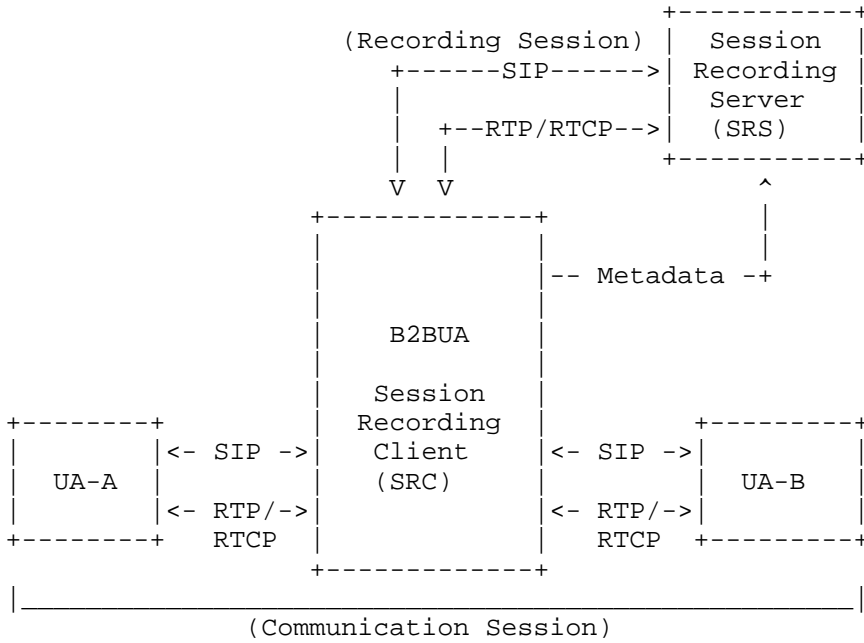 +-----------+
(Recording Session) | Session |
+------SIP------>| Recording |
| | Server |
| +--RTP/RTCP-->| (SRS) |
| | +-----------+
V V ^
+-------------+ |
| | |
| |-- Metadata -+
| |
| B2BUA |
| |
| Session |
+--------+ | Recording | +--------+
| |<- SIP ->| Client |<- SIP ->| |
| UA-A | | (SRC) | | UA-B |
| |<- RTP/->| |<- RTP/->| |
+--------+ RTCP | | RTCP +--------+
+-------------+
|____________________________________________________|
(Communication Session)